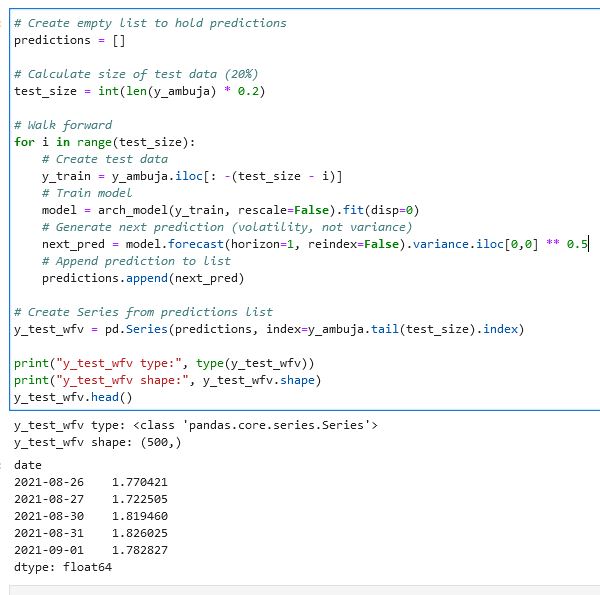 # Create empty list to hold predictions
predictions = []
# Calculate size of test data (20%)
test_size = int(len(y_ambuja) * 0.2)
# Walk forward
for i in range(test_size):
    # Create test data
    y_train = y_ambuja.iloc[: -(test_size - i)]
    # Train model
    model = arch_model(y_train, rescale=False).fit(disp=0)
    # Generate next prediction (volatility, not variance)
    next_pred = model.forecast(horizon=1, reindex=False).variance.iloc[0,0] ** 0.5
    # Append prediction to list
    predictions.append(next_pred)
# Create Series from predictions list
y_test_wfv = pd.Series(predictions, index=y_ambuja.tail(test_size).index)
print("y_test_wfv type:", type(y_test_wfv))
print("y_test_wfv shape:", y_test_wfv.shape)
y_test_wfv.head()
y_test_wfv type: <class 'pandas.core.series.Series'>
y_test_wfv shape: (500,)
date
2021-08-26    1.770421
2021-08-27    1.722505
2021-08-30    1.819460
2021-08-31    1.826025
2021-09-01    1.782827
dtype: float64